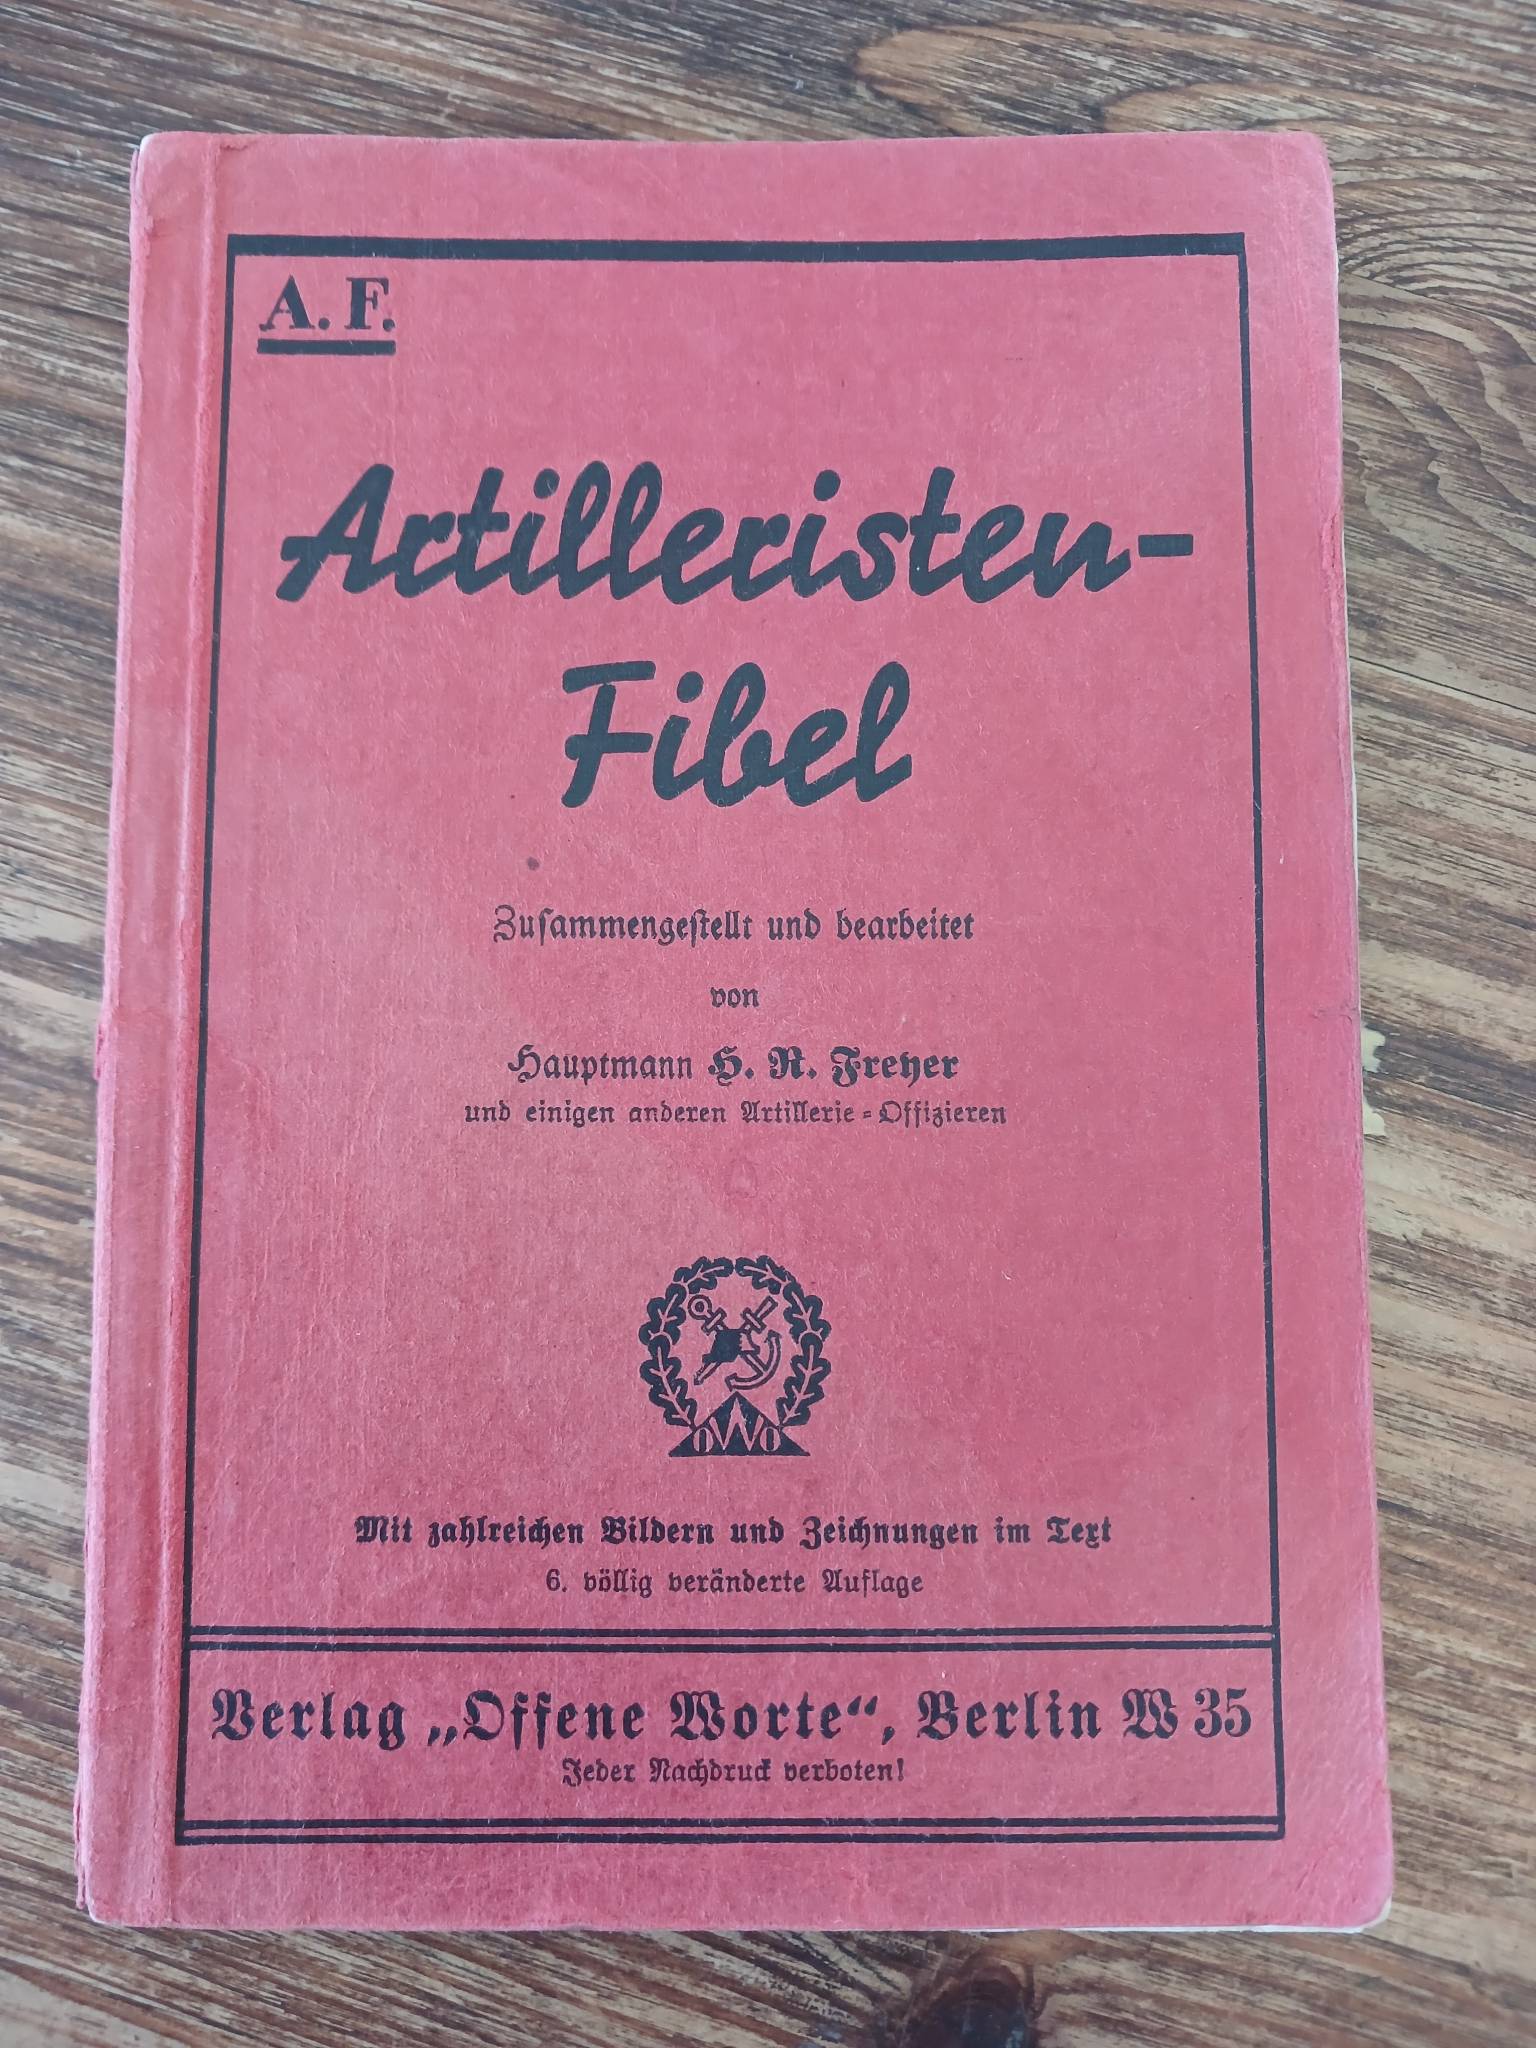 A. F.
Artilleristen-
Fibel
Zusammengestellt und bearbeitet
von
Hauptmann H. R. Freyer
und einigen anderen Artillerie-Offizieren
OWO
Mit zahlreichen Bildern und Zeichnungen im Text
6. völlig veränderte Auflage
Verlag „Offene Worte“, Berlin W 35
Jeder Nachdruck verboten!